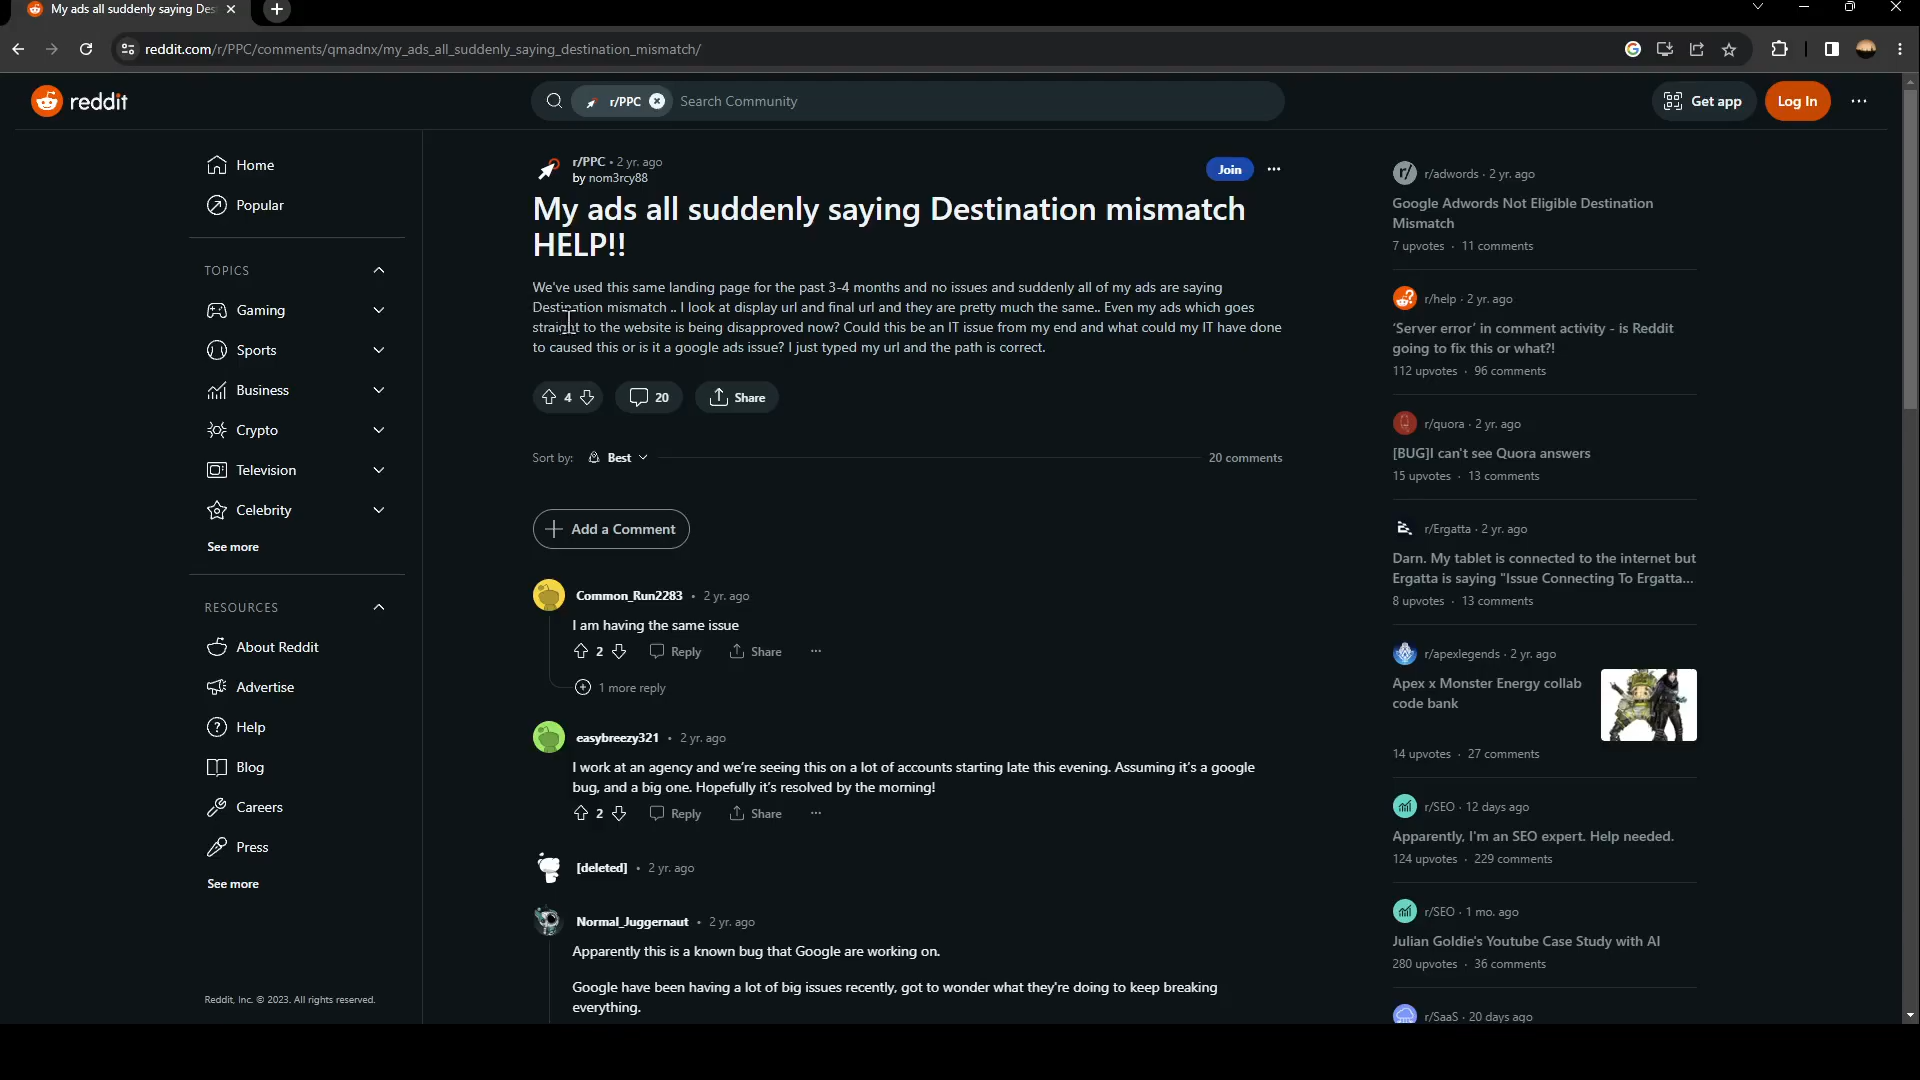 My ads all suddenly saying Des
reddit.com/r/PPC/comments/qmadnx/my_ads_all_suddenly_saying_destination_mismatch/
reddit
r/PPC
Search Community
Get app
Log In
Home
Popular
TOPICS
Gaming
Sports
Business
Crypto
Television
Celebrity
See more
RESOURCES
About Reddit
Advertise
Help
Blog
Careers
Press
See more
Reddit, Inc. © 2023. All rights reserved.
r/PPC • 2 yr. ago
by nom3rcy88
Join
My ads all suddenly saying Destination mismatch
HELP!!
We've used this same landing page for the past 3-4 months and no issues and suddenly all of my ads are saying
Destination mismatch .. I look at display url and final url and they are pretty much the same.. Even my ads which goes
straight to the website is being disapproved now? Could this be an IT issue from my end and what could my IT have done
to caused this or is it a google ads issue? I just typed my url and the path is correct.
4
20
Share
Sort by: Best
20 comments
Add a Comment
Common_Run2283 • 2 yr. ago
I am having the same issue
2 Reply Share
1 more reply
easybreezy321 • 2 yr. ago
I work at an agency and we're seeing this on a lot of accounts starting late this evening. Assuming it's a google
bug, and a big one. Hopefully it's resolved by the morning!
2 Reply Share
[deleted] • 2 yr. ago
Normal_Juggernaut • 2 yr. ago
Apparently this is a known bug that Google are working on.
Google have been having a lot of big issues recently, got to wonder what they're doing to keep breaking
everything.
r/adwords · 2 yr. ago
Google Adwords Not Eligible Destination
Mismatch
7 upvotes · 11 comments
r/help · 2 yr. ago
'Server error' in comment activity - is Reddit
going to fix this or what?!
112 upvotes · 96 comments
r/quora · 2 yr. ago
[BUG]I can't see Quora answers
15 upvotes · 13 comments
r/Ergatta · 2 yr. ago
Darn. My tablet is connected to the internet but
Ergatta is saying "Issue Connecting To Ergatta...
8 upvotes · 13 comments
r/apexlegends · 2 yr. ago
Apex x Monster Energy collab
code bank
14 upvotes · 27 comments
r/SEO · 12 days ago
Apparently, I'm an SEO expert. Help needed.
124 upvotes · 229 comments
r/SEO · 1 mo. ago
Julian Goldie's Youtube Case Study with AI
280 upvotes · 36 comments
r/SaaS · 20 days ago